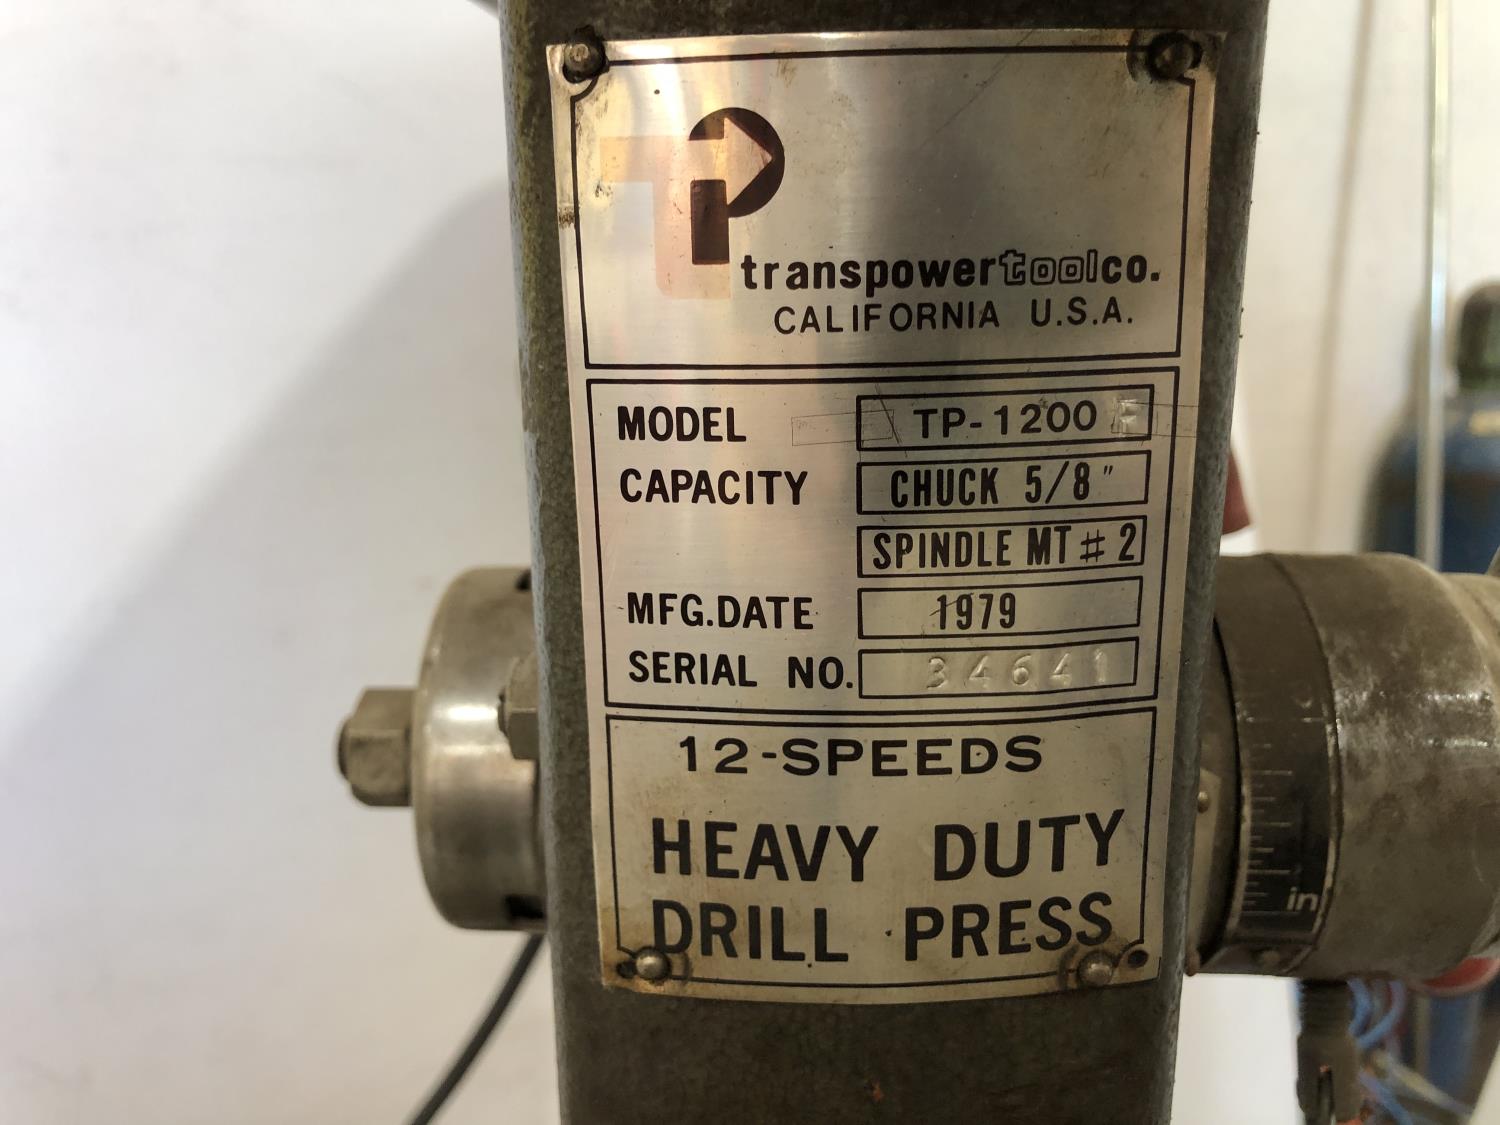 transpowertoolco.
CALIFORNIA U.S.A.
MODEL TP-1200 F
CAPACITY CHUCK 5/8"
SPINDLE MT # 2
MFG.DATE 1979
SERIAL NO. 34641
12-SPEEDS
HEAVY DUTY
DRILL PRESS
in